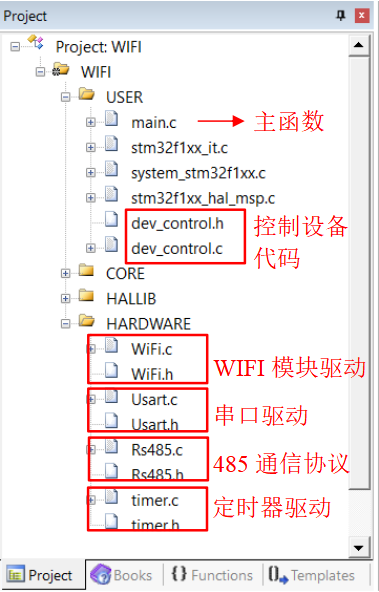 Project
Project: WIFI
WIFI
USER
main.c
主函数
stm32f1xx_it.c
system_stm32f1xx.c
stm32f1xx_hal_msp.c
dev_control.h
控制设备
dev_control.c
代码
CORE
HALLIB
HARDWARE
WiFi.c
WiFi.h
WIFI 模块驱动
Usart.c
Usart.h
串口驱动
Rs485.c
Rs485.h
485 通信协议
timer.c
timer.h
定时器驱动
Project Books {} Functions 0 Templates